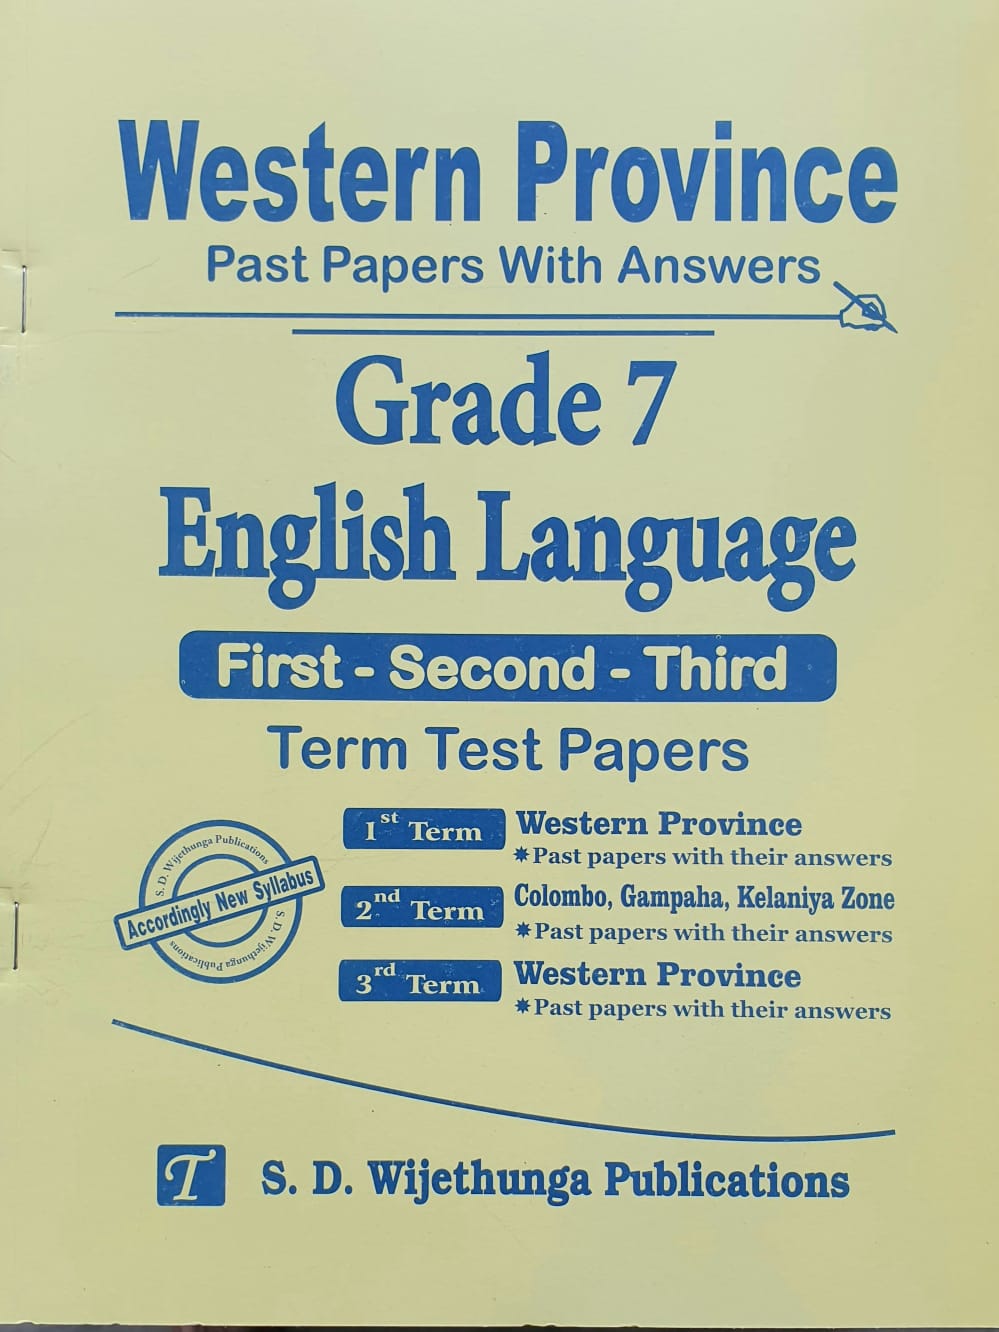 Western Province
Past Papers With Answers
Grade 7
English Language
First - Second - Third
Term Test Papers
1st Term
Western Province
✷Past papers with their answers
2nd Term
Colombo, Gampaha, Kelaniya Zone
✷Past papers with their answers
3rd Term
Western Province
✷Past papers with their answers
S. D. Wijethunga Publications
Accordingly New Syllabus
S. D. Wijethunga Publications
T S. D. Wijethunga Publications